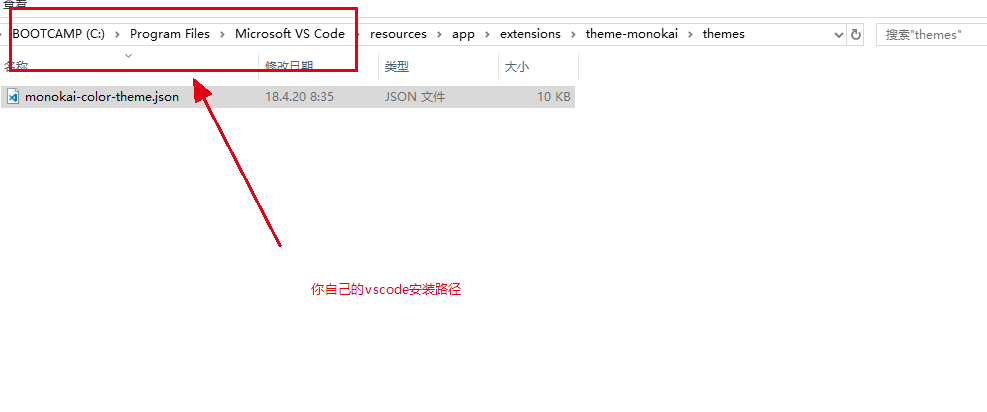 查看
BOOTCAMP (C:) › Program Files › Microsoft VS Code › resources › app › extensions › theme-monokai › themes
搜索"themes"
名称 修改日期 类型 大小
monokai-color-theme.json 18.4.20 8:35 JSON 文件 10 KB
你自己的vscode安装路径